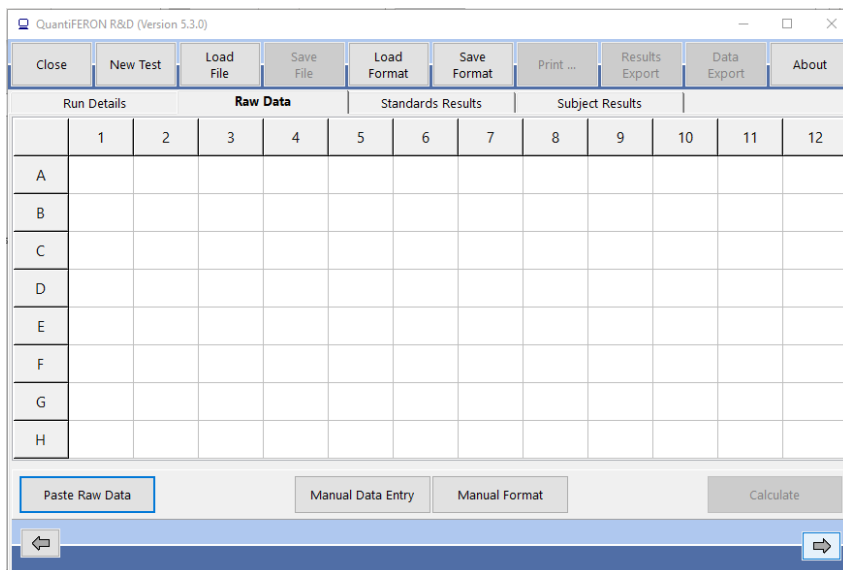 QuantiFERON R&D (Version 5.3.0)
Close New Test Load File Save File Load Format Save Format Print ... Results Export Data Export About
Run Details Raw Data Standards Results Subject Results
1 2 3 4 5 6 7 8 9 10 11 12
A
B
C
D
E
F
G
H
Paste Raw Data Manual Data Entry Manual Format Calculate